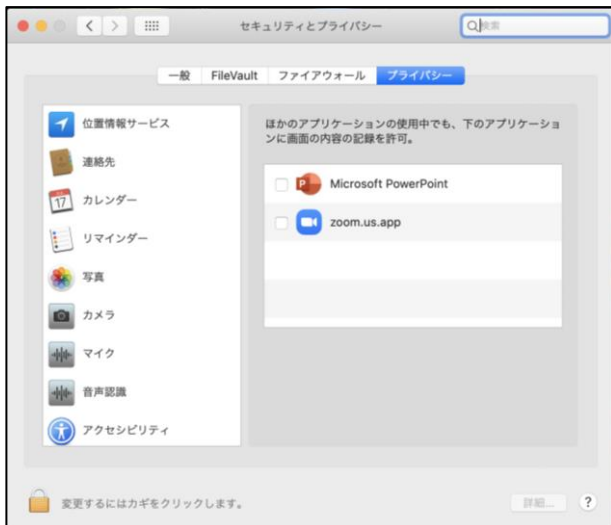 セキュリティとプライバシー
検索
一般
FileVault
ファイアウォール
プライバシー
位置情報サービス
連絡先
カレンダー
リマインダー
写真
カメラ
マイク
音声認識
アクセシビリティ
17
ほかのアプリケーションの使用中でも、下のアプリケーショ
ンに画面の内容の記録を許可。
P
Microsoft PowerPoint
zoom.us.app
変更するにはカギをクリックします。
詳細...
?